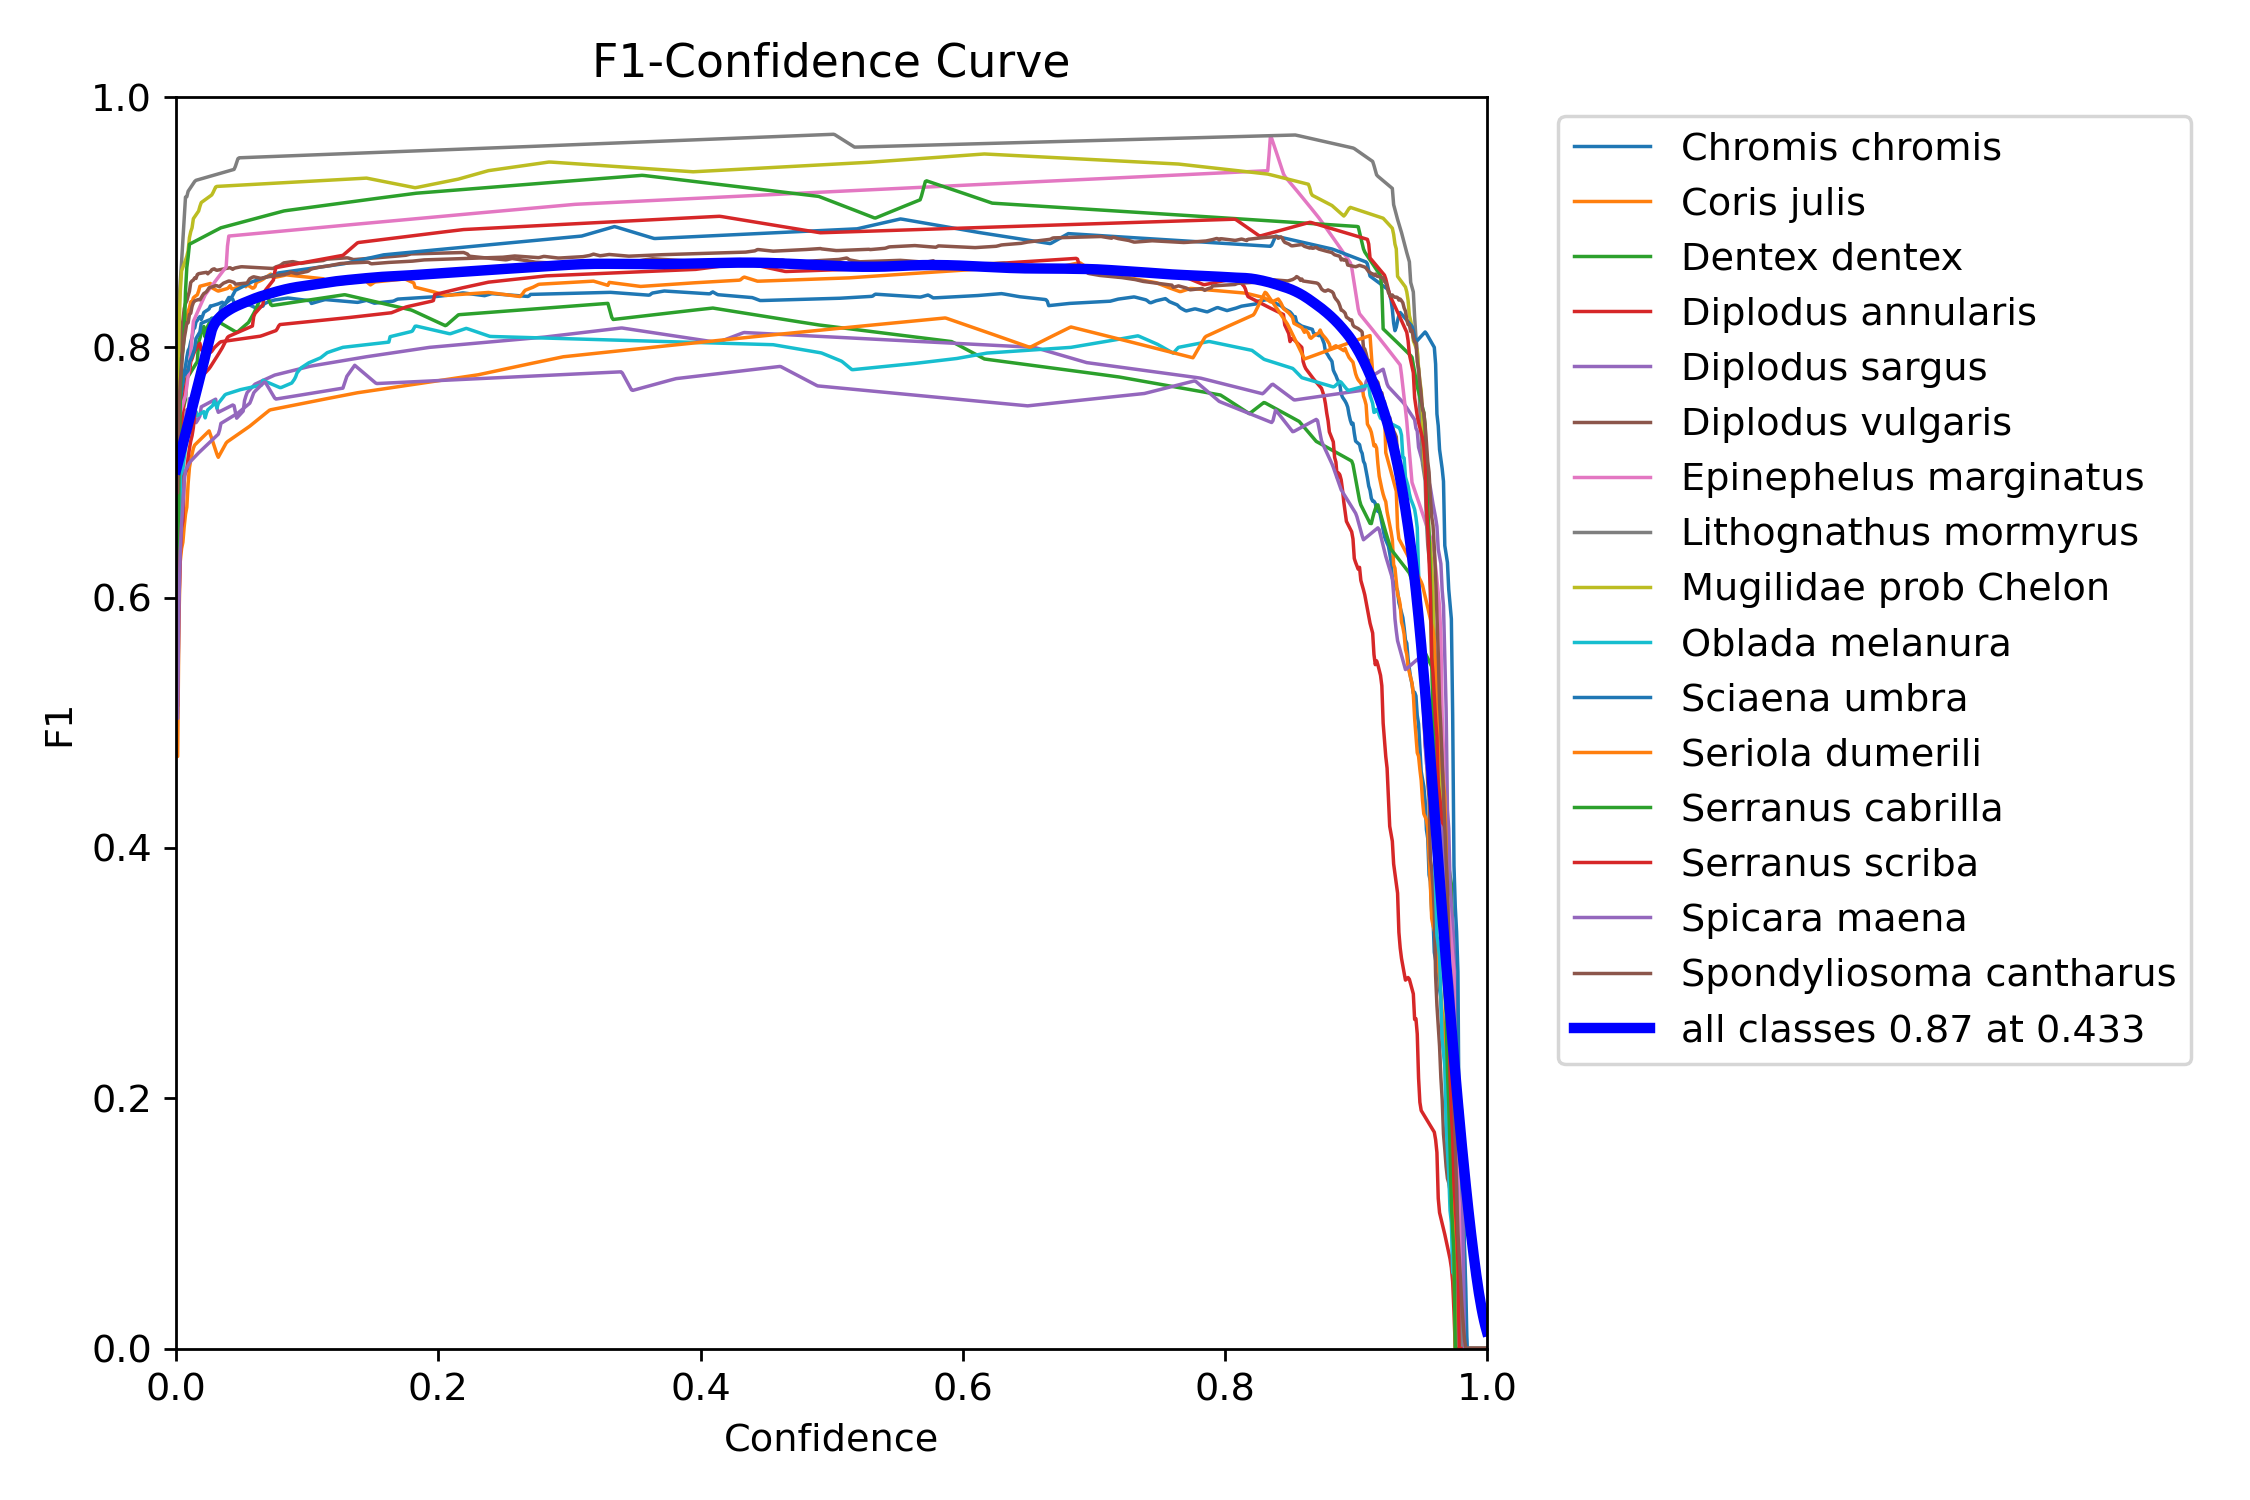 F1-Confidence Curve
1.0
0.8
0.6
0.4
0.2
0.0
F1
0.0 0.2 0.4 0.6 0.8 1.0
Confidence
Chromis chromis
Coris julis
Dentex dentex
Diplodus annularis
Diplodus sargus
Diplodus vulgaris
Epinephelus marginatus
Lithognathus mormyrus
Mugilidae prob Chelon
Oblada melanura
Sciaena umbra
Seriola dumerili
Serranus cabrilla
Serranus scriba
Spicara maena
Spondyliosoma cantharus
all classes 0.87 at 0.433